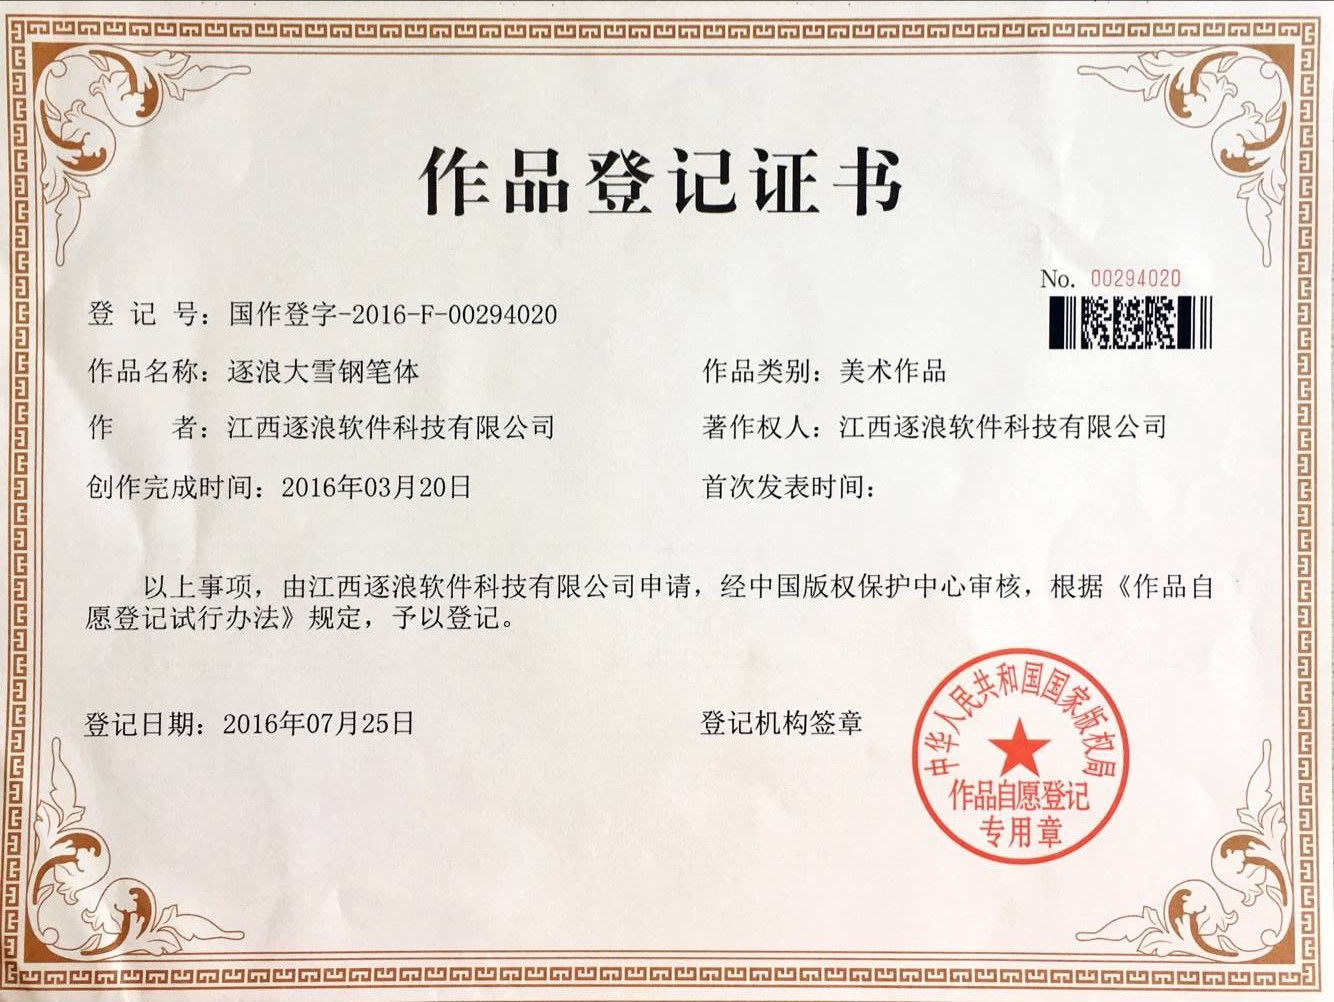 作品登记证书
No. 00294020
登 记 号：国作登字-2016-F-00294020
作品名称：逐浪大雪钢笔体
作品类别：美术作品
作 者：江西逐浪软件科技有限公司
著作权人：江西逐浪软件科技有限公司
创作完成时间：2016年03月20日
首次发表时间：
以上事项，由江西逐浪软件科技有限公司申请，经中国版权保护中心审核，根据《作品自
愿登记试行办法》规定，予以登记。
登记日期：2016年07月25日
登记机构签章
中华人民共和国国家版权局
作品自愿登记
专用章